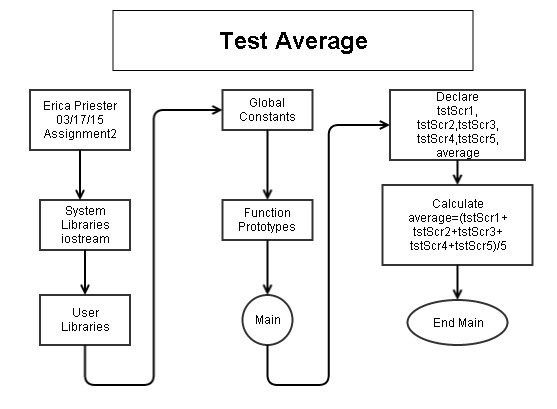 Test Average
Erica Priester
03/17/15
Assignment2
System
Libraries
iostream
User
Libraries
Global
Constants
Function
Prototypes
Main
Declare
tstScr1,
tstScr2,tstScr3,
tstScr4,tstScr5,
average
Calculate
average=(tstScr1+
tstScr2+tstScr3+
tstScr4+tstScr5)/5
End Main